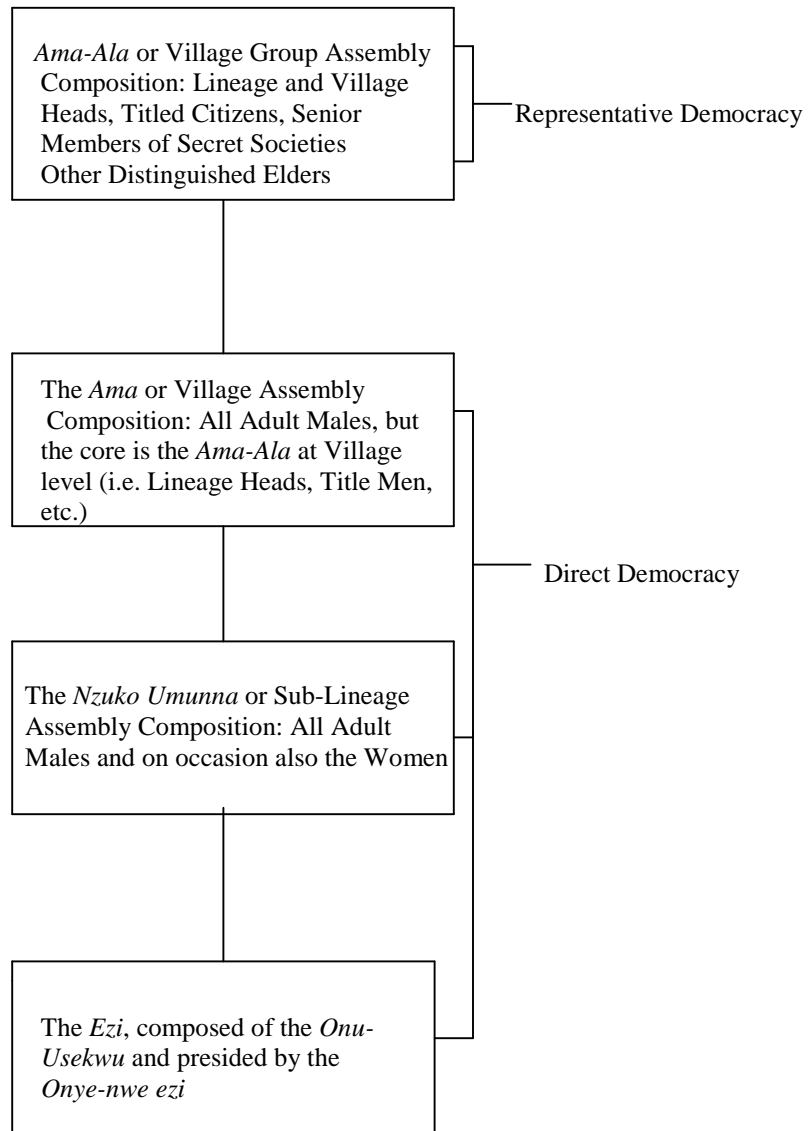 Ama-Ala or Village Group Assembly
Composition: Lineage and Village
Heads, Titled Citizens, Senior
Members of Secret Societies
Other Distinguished Elders
Representative Democracy
The Ama or Village Assembly
Composition: All Adult Males, but
the core is the Ama-Ala at Village
level (i.e. Lineage Heads, Title Men,
etc.)
Direct Democracy
The Nzuko Umunna or Sub-Lineage
Assembly Composition: All Adult
Males and on occasion also the Women
The Ezi, composed of the Onu-
Usekwu and presided by the
Onye-nwe ezi